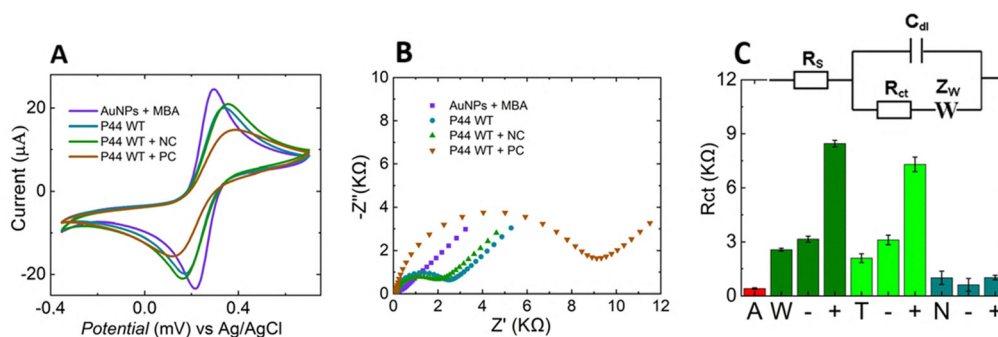 A
Current (μA)
20
0
-20
AuNPs + MBA
P44 WT
P44 WT + NC
P44 WT + PC
0.0
0.4
Potential (mV) vs Ag/AgCl
B
-Z"(KΩ)
10
8
6
4
2
0
AuNPs + MBA
P44 WT
P44 WT + NC
P44 WT + PC
0 2 4 6 8 10 12
Z' (KΩ)
C
Cdl
RS
Rct
ZW
W
Rct (KΩ)
12
9
6
3
0
A W - + T - + N - +